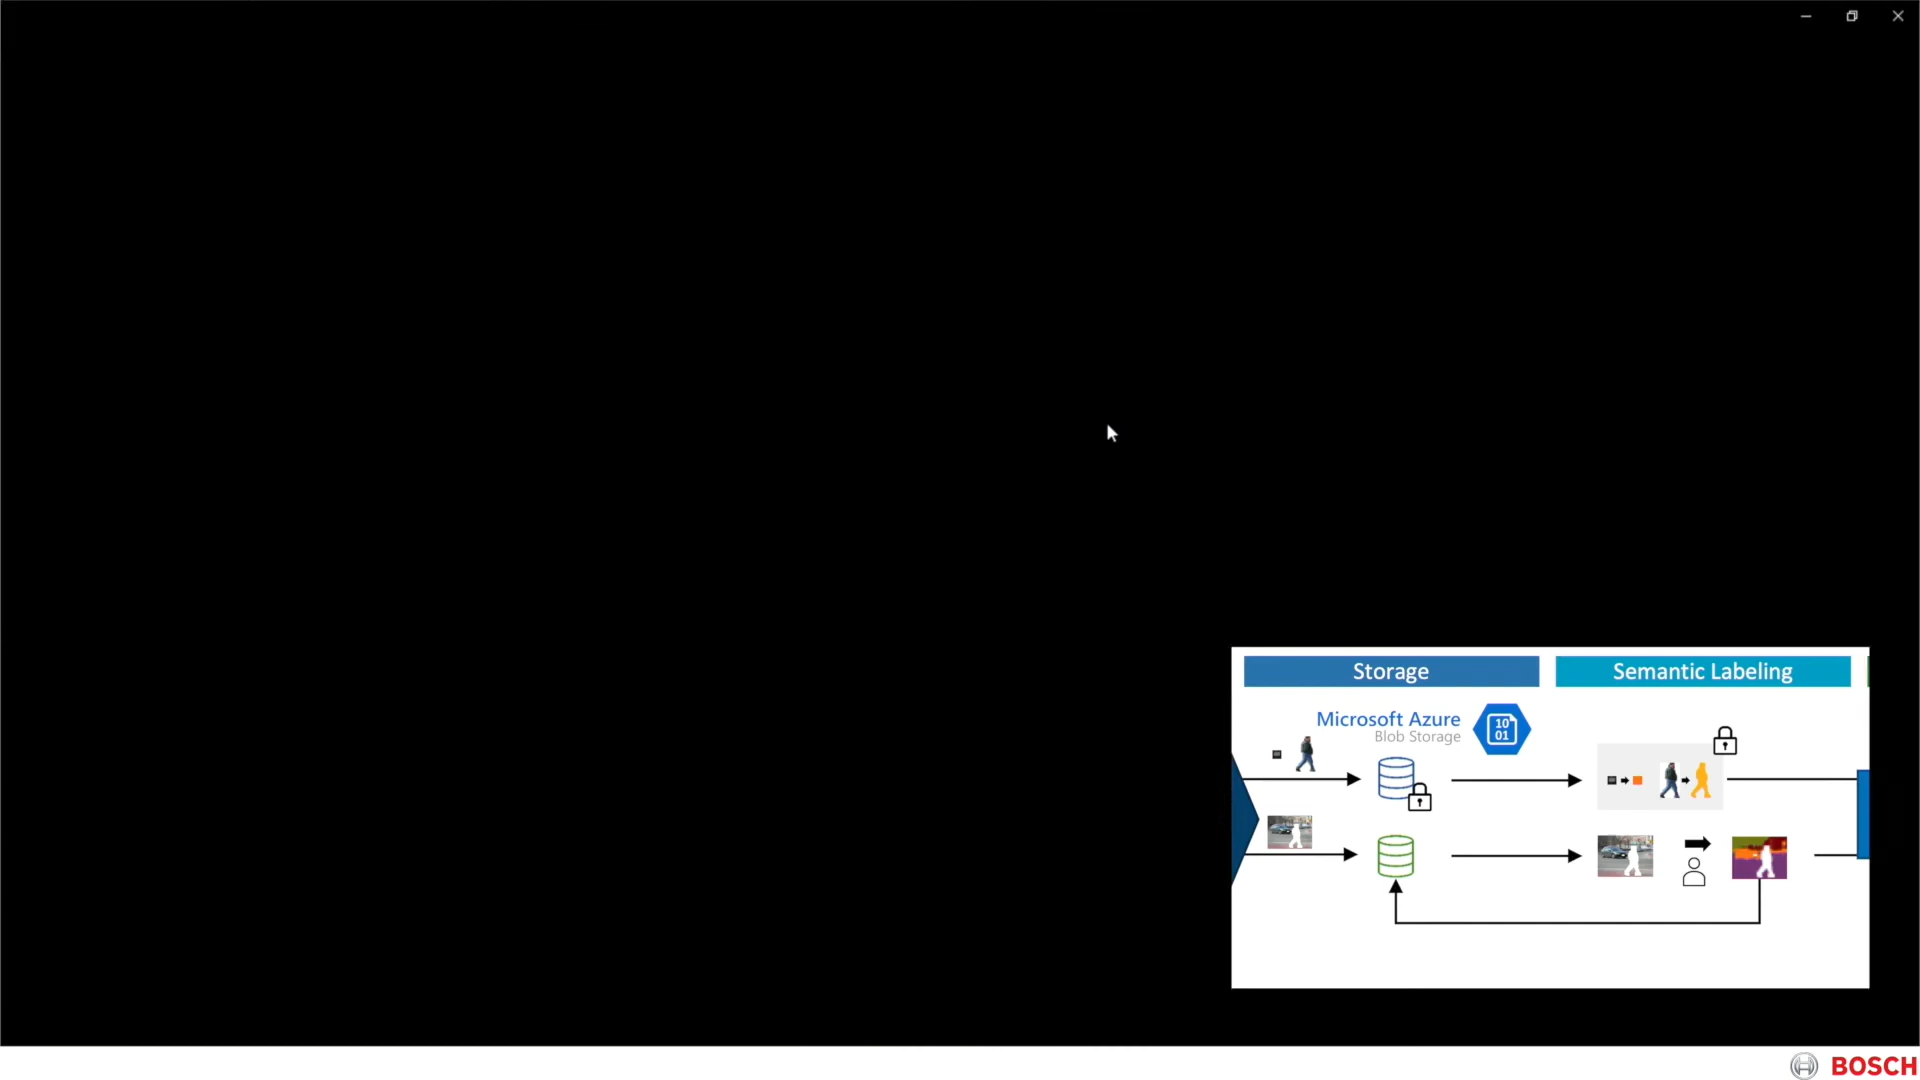 Storage
Semantic Labeling
Microsoft Azure
Blob Storage
10
01
BOSCH